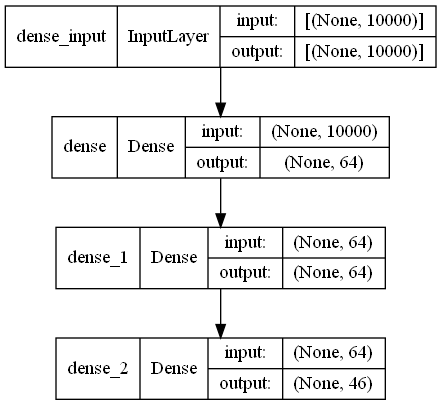 dense_input InputLayer input: [(None, 10000)]
output: [(None, 10000)]
dense Dense input: (None, 10000)
output: (None, 64)
dense_1 Dense input: (None, 64)
output: (None, 64)
dense_2 Dense input: (None, 64)
output: (None, 46)